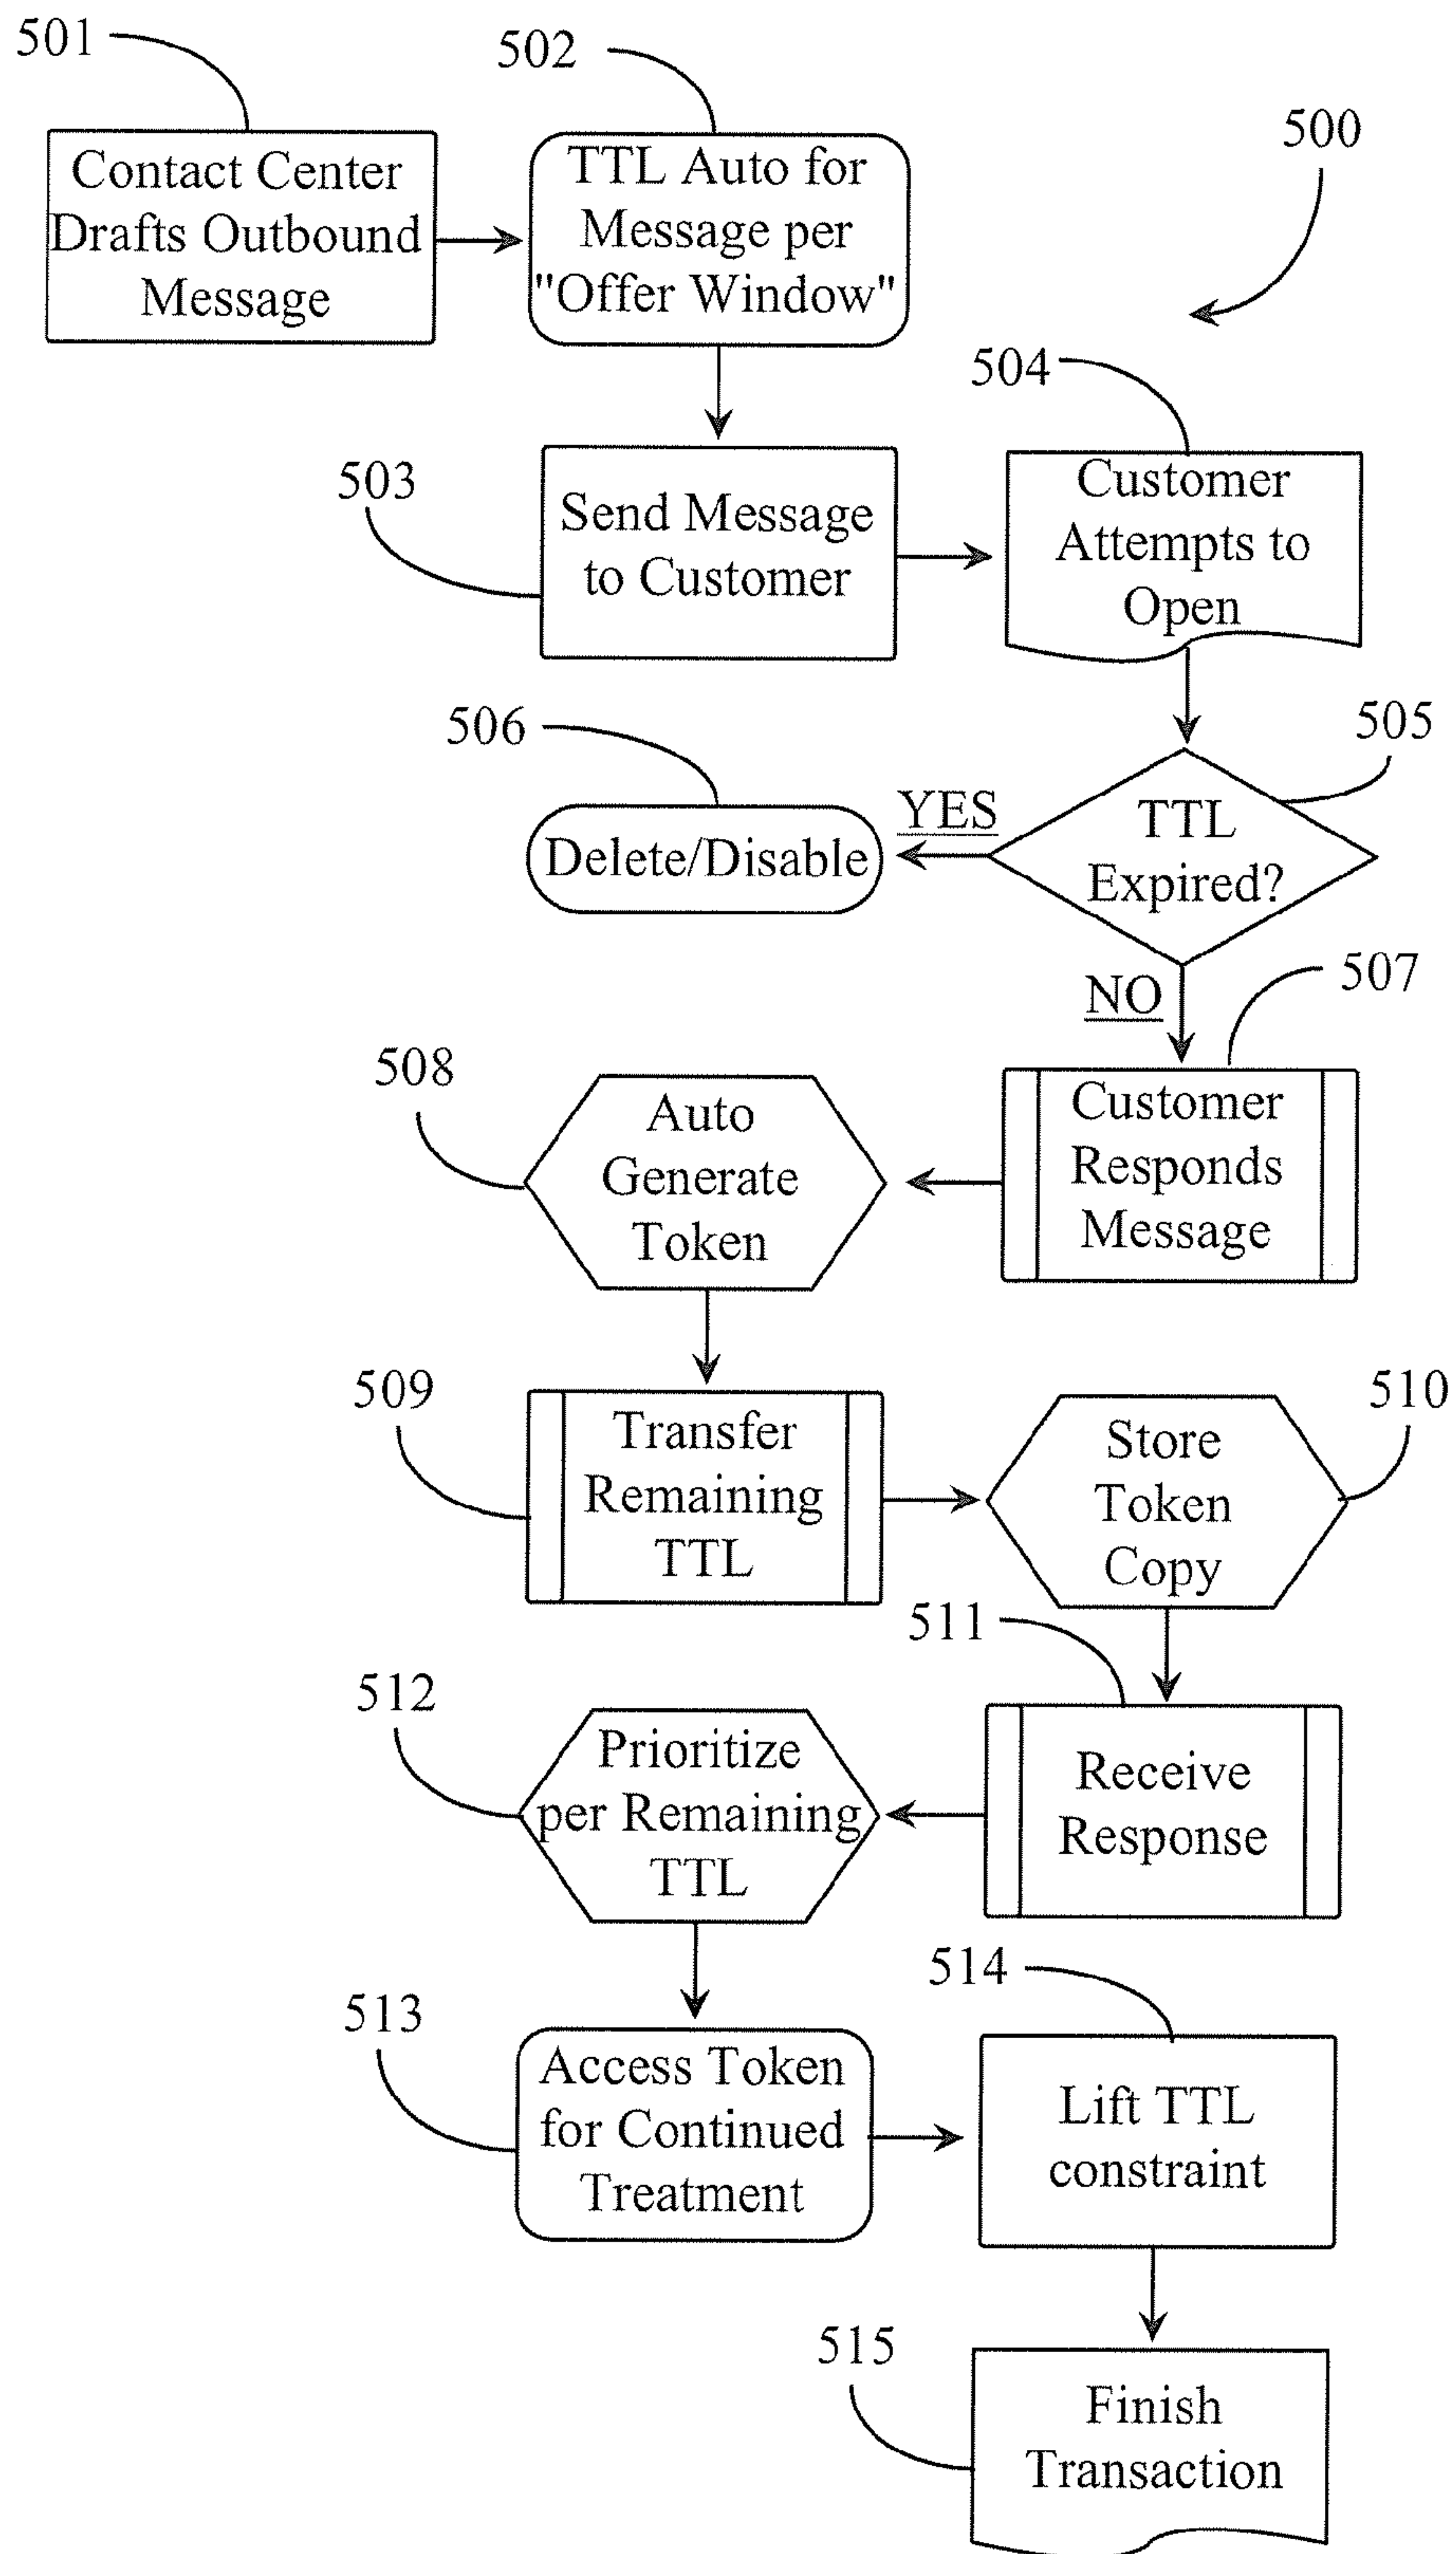 501
502
500
Contact Center
Drafts Outbound
Message
TTL Auto for
Message per
"Offer Window"
503
504
Send Message
to Customer
Customer
Attempts to
Open
506
505
Delete/Disable
YES
TTL
Expired?
NO
507
508
Auto
Generate
Token
Customer
Responds
Message
509
510
Transfer
Remaining
TTL
Store
Token
Copy
511
512
Prioritize
per Remaining
TTL
Receive
Response
513
514
Access Token
for Continued
Treatment
Lift TTL
constraint
515
Finish
Transaction